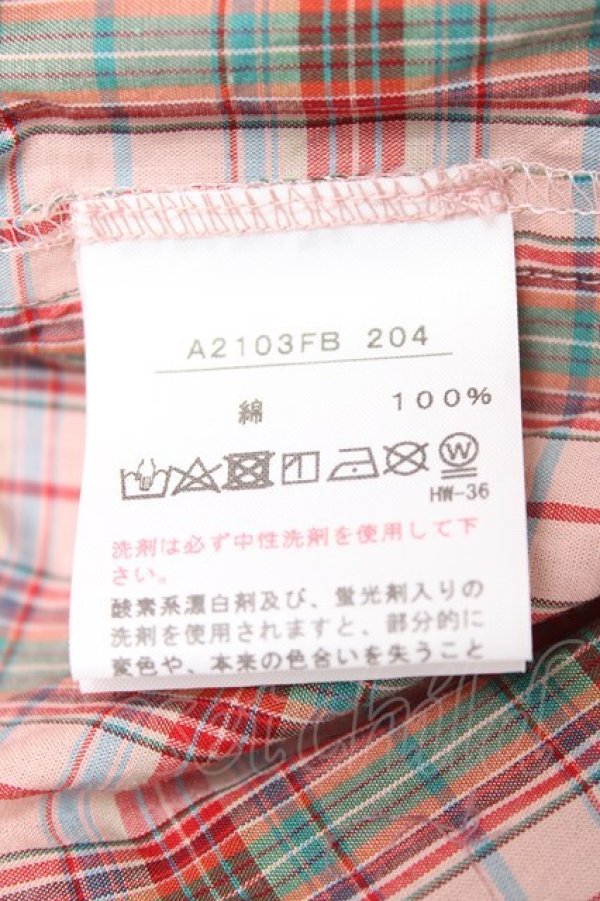 A2103FB 204
綿 100%
W
HW-36
洗剤は必ず中性洗剤を使用して下
さい。
酸素系漂白剤及び、蛍光剤入りの
洗剤を使用されますと、部分的に
変色や、本来の色合いを失うこと